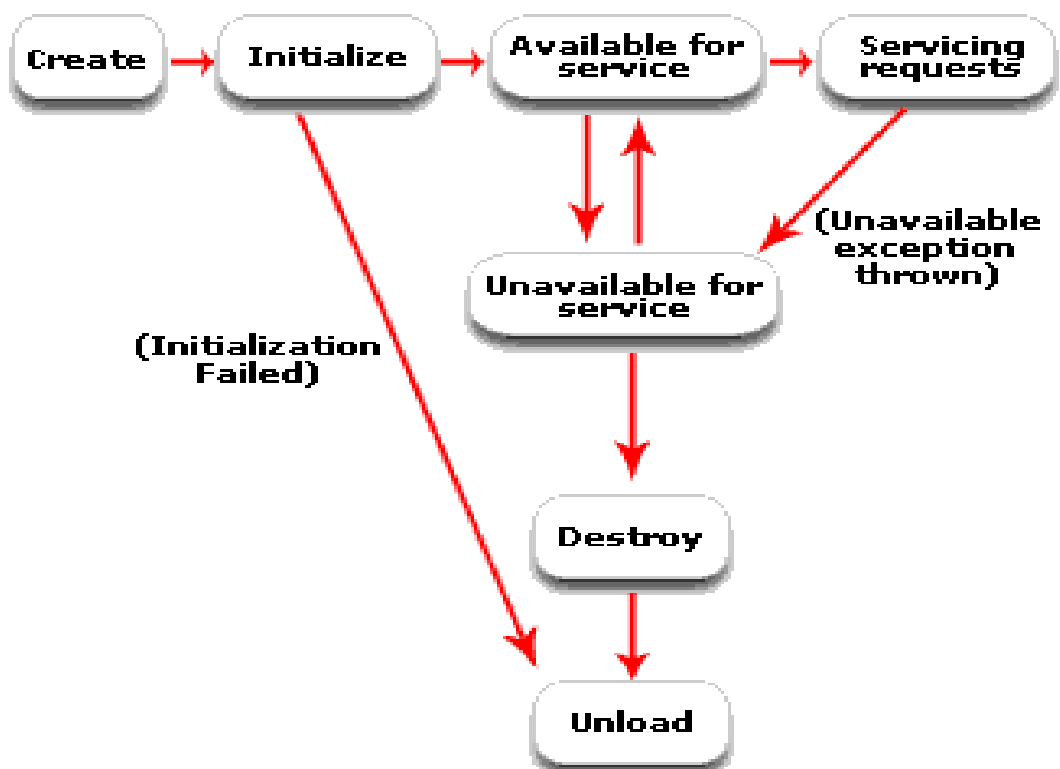 Create
Initialize
Available for
service
Servicing
requests
(Unavailable
exception
thrown)
Unavailable for
service
(Initialization
Failed)
Destroy
Unload